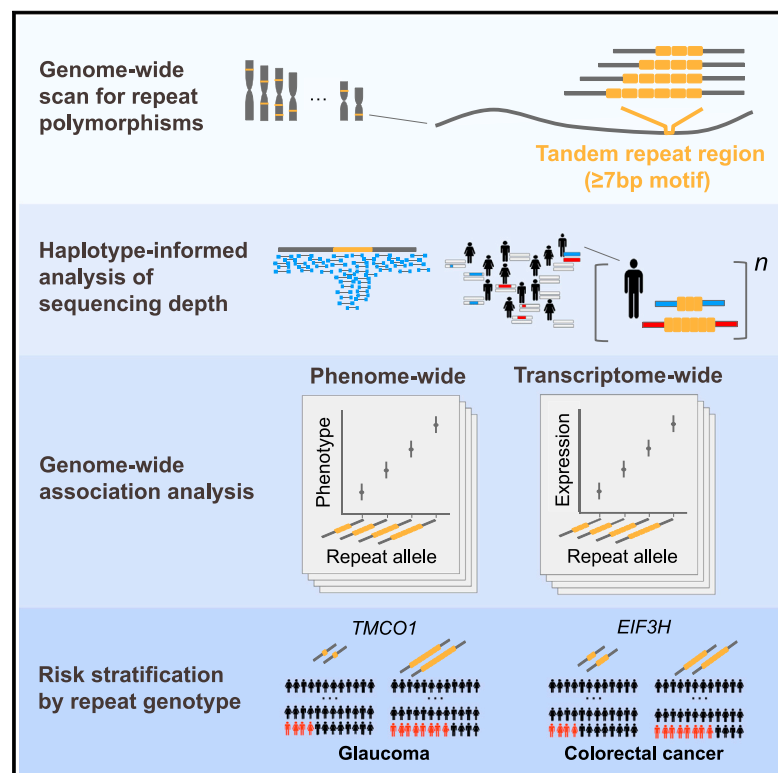 Genome-wide
scan for repeat
polymorphisms
...
Tandem repeat region
(≥7bp motif)
Haplotype-informed
analysis of
sequencing depth
n
Genome-wide
association analysis
Phenome-wide
Phenotype
Repeat allele
Transcriptome-wide
Expression
Repeat allele
Risk stratification
by repeat genotype
TMCO1
...
...
Glaucoma
EIF3H
...
...
Colorectal cancer